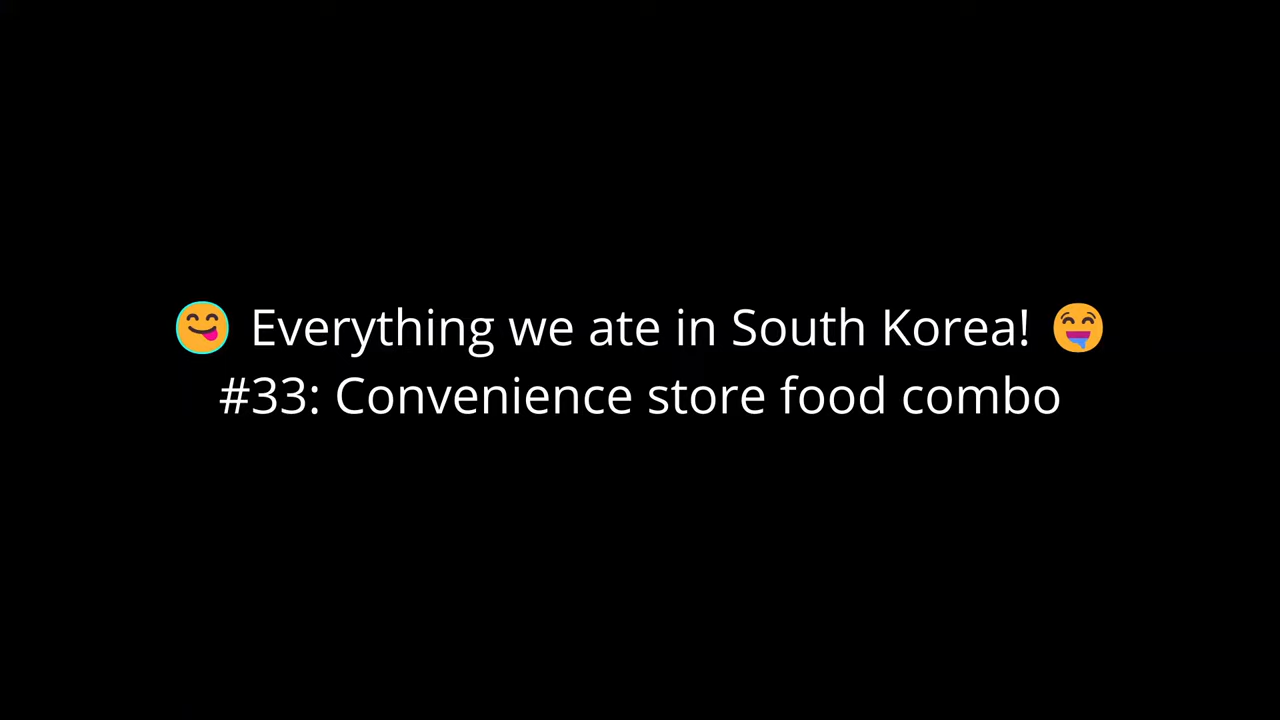 😋 Everything we ate in South Korea! 🤤
#33: Convenience store food combo